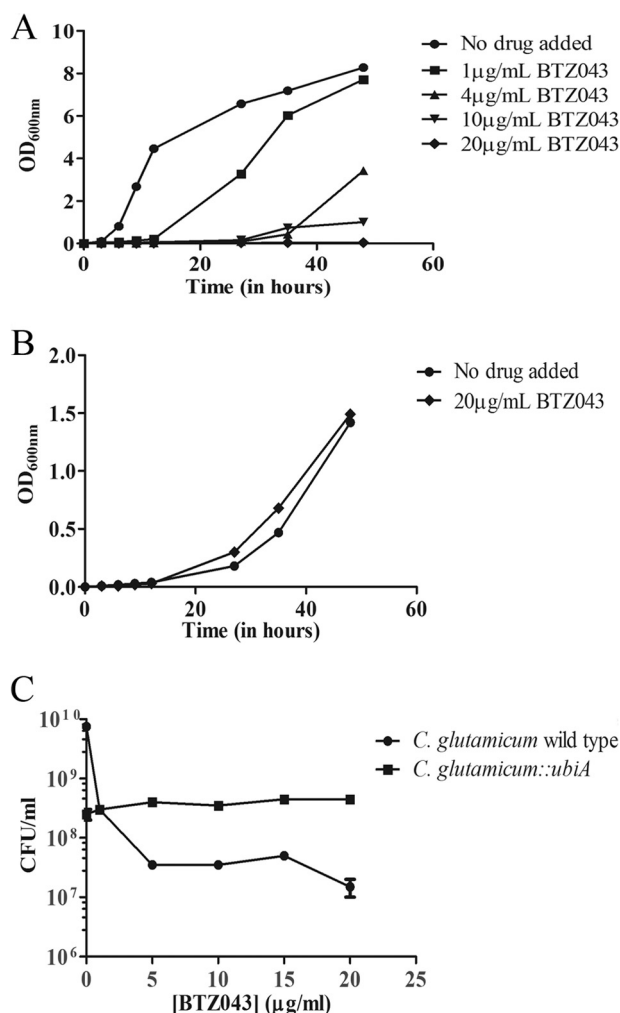 A
10
8
6
4
2
0
OD600nm
0 20 40 60
Time (in hours)
No drug added
1μg/mL BTZ043
4μg/mL BTZ043
10μg/mL BTZ043
20μg/mL BTZ043
B
2.0
1.5
1.0
0.5
0.0
OD600nm
0 20 40 60
Time (in hours)
No drug added
20μg/mL BTZ043
C
10^10
10^9
10^8
10^7
10^6
CFU/ml
0 5 10 15 20 25
[BTZ043] (μg/ml)
C. glutamicum wild type
C. glutamicum::ubiA